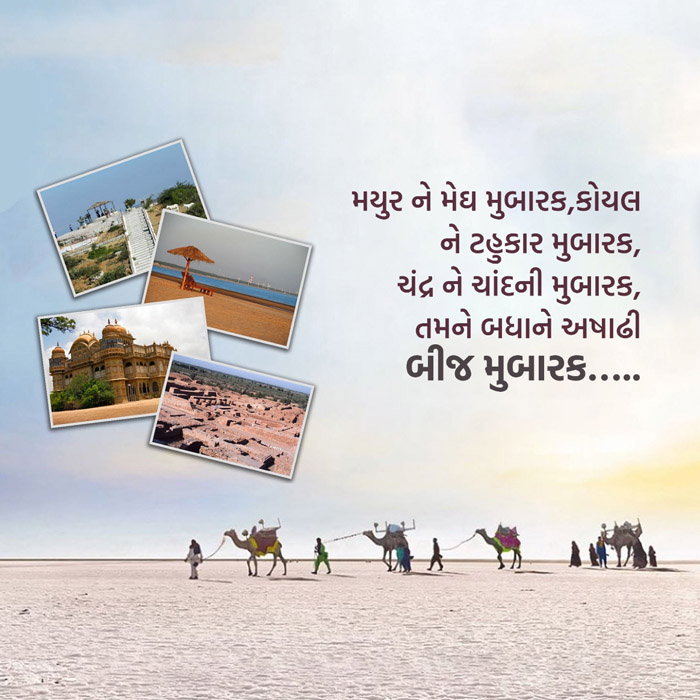 મયુર ને મેઘ મુબારક,કોયલ
ને ટહુકાર મુબારક,
ચંદ્ર ને ચાંદની મુબારક,
તમને બધાને અષાઢી
બીજ મુબારક.....